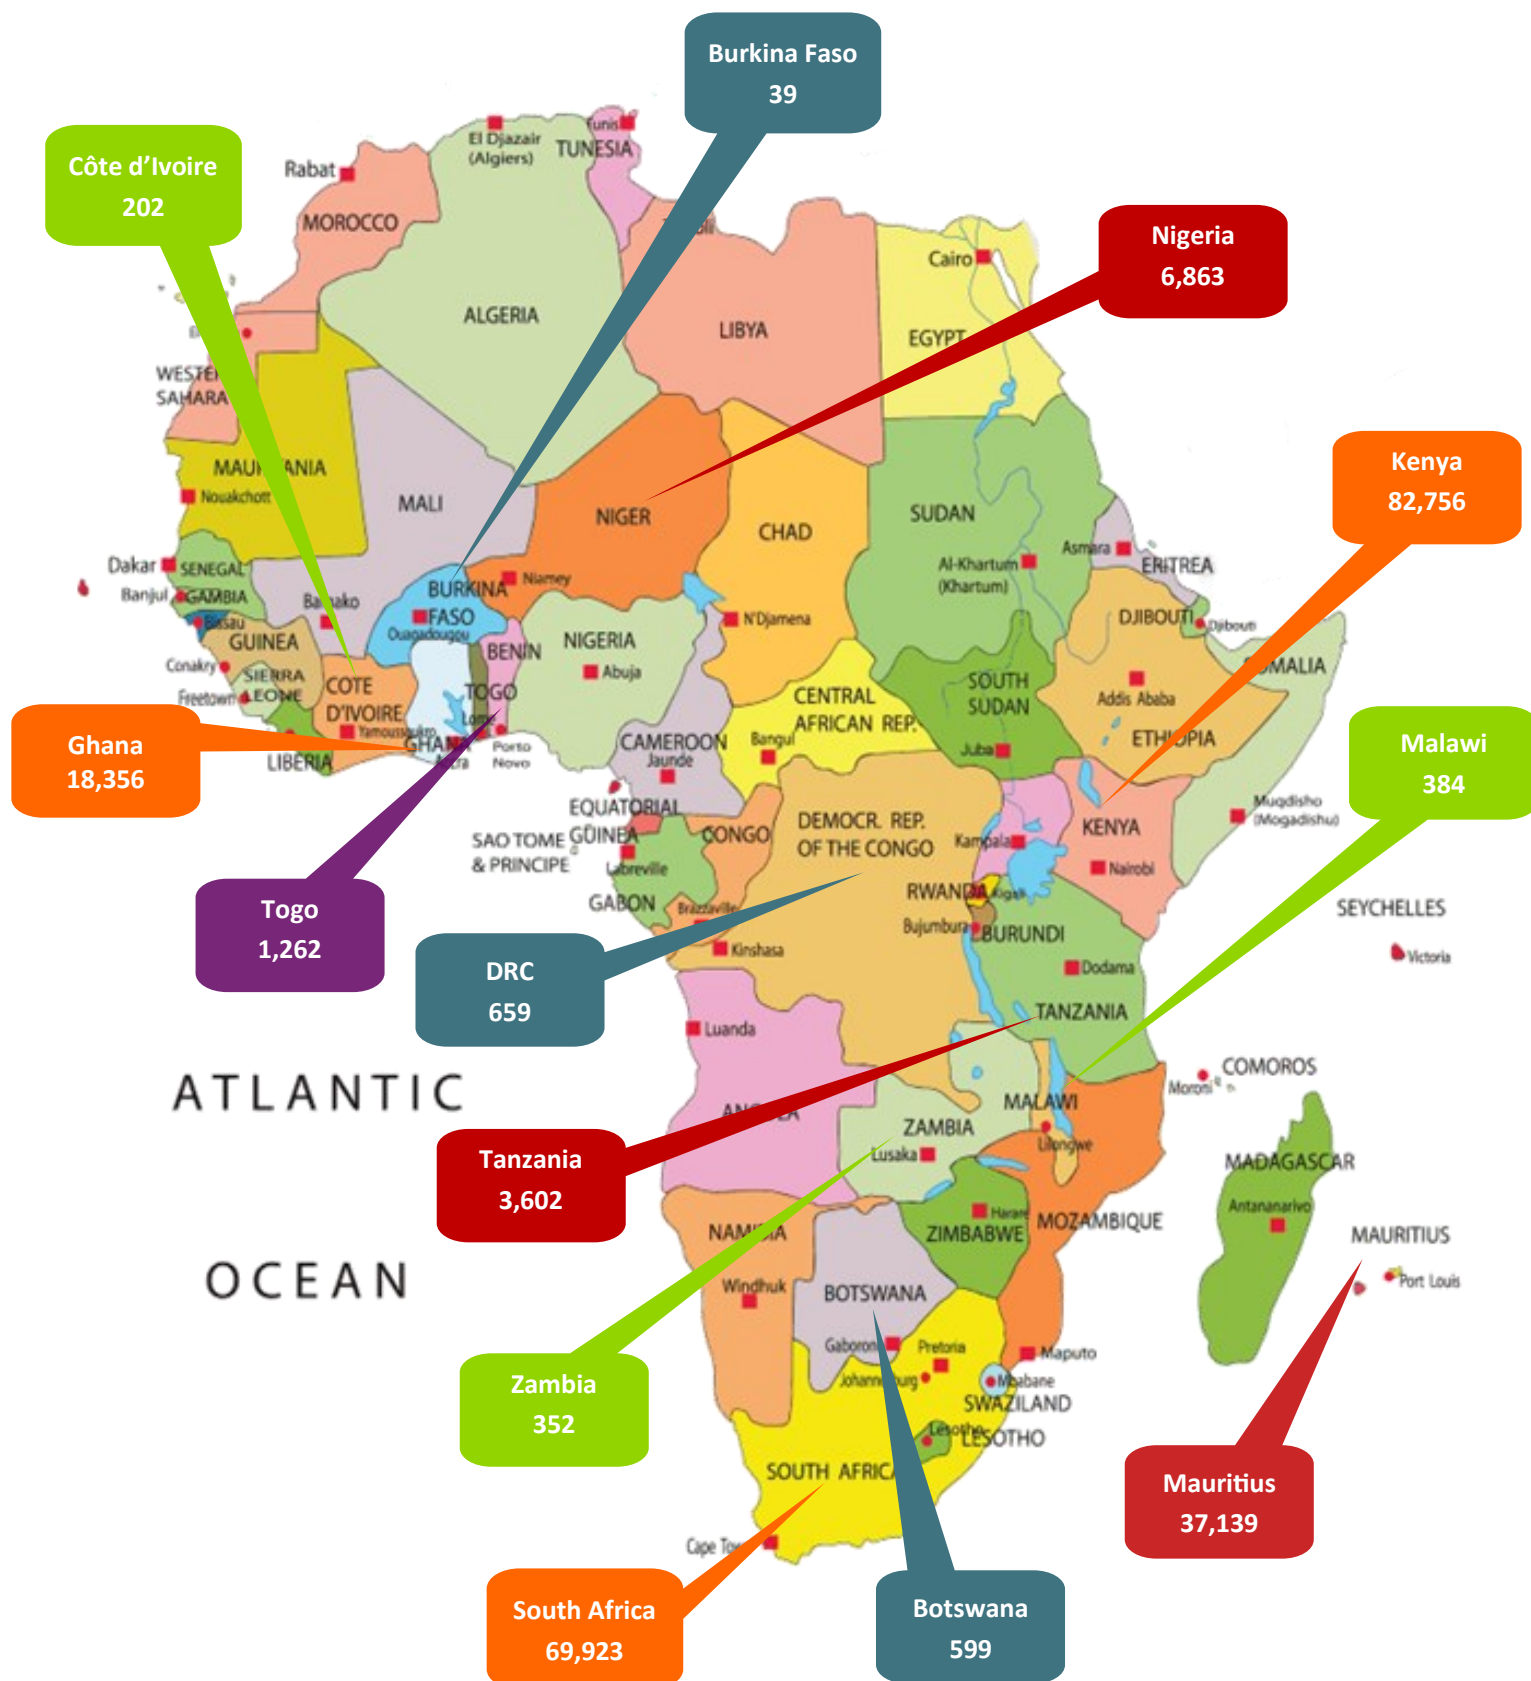 Burkina Faso
39
Côte d'Ivoire
202
Nigeria
6,863
Kenya
82,756
Ghana
18,356
Malawi
384
Togo
1,262
DRC
659
Tanzania
3,602
Zambia
352
Mauritius
37,139
South Africa
69,923
Botswana
599
El Djazair
(Algiers)
TUNESIA
Rabat
MOROCCO
ALGERIA
LIBYA
Cairo
EGYPT
SAHARA
Nouakchott
MALI
NIGER
CHAD
SUDAN
Al-Khartum
(Khartum)
Asmara
ERITREA
Dakar
SENEGAL
Banjul
GAMBIA
Bissau
GUINEA
Conakry
SIERRA
LEONE
Freetown
LIBERIA
BURKINA
FASO
Ouagadougou
Niamey
N'Djamena
DJIBOUTI
Djibouti
BENIN
NIGERIA
Abuja
TOGO
COTE
D'IVOIRE
Yamoussoukro
GHANA
Porto
Novo
CENTRAL
AFRICAN REP.
Bangui
SOUTH
SUDAN
Juba
Addis Ababa
ETHIOPIA
SOMALIA
Muqdisho
(Mogadishu)
CAMEROON
Jaunde
EQUATORIAL
GUINEA
SAO TOME
& PRINCIPE
Labreville
GABON
CONGO
Brazzaville
Kinshasa
DEMOCR. REP.
OF THE CONGO
Kampala
KENYA
Nairobi
RWANDA
Kigali
Bujumbura
BURUNDI
Dodama
TANZANIA
SEYCHELLES
Victoria
Luanda
ATLANTIC
OCEAN
ZAMBIA
Lusaka
MALAWI
Lilongwe
COMOROS
Moroni
MADAGASCAR
Antananarivo
MAURITIUS
Port Louis
NAMIBIA
Windhuk
ZIMBABWE
Harare
MOZAMBIQUE
BOTSWANA
Gaborone
Pretoria
Maputo
Mbabane
SWAZILAND
Lesotho
LESOTHO
SOUTH AFRICA